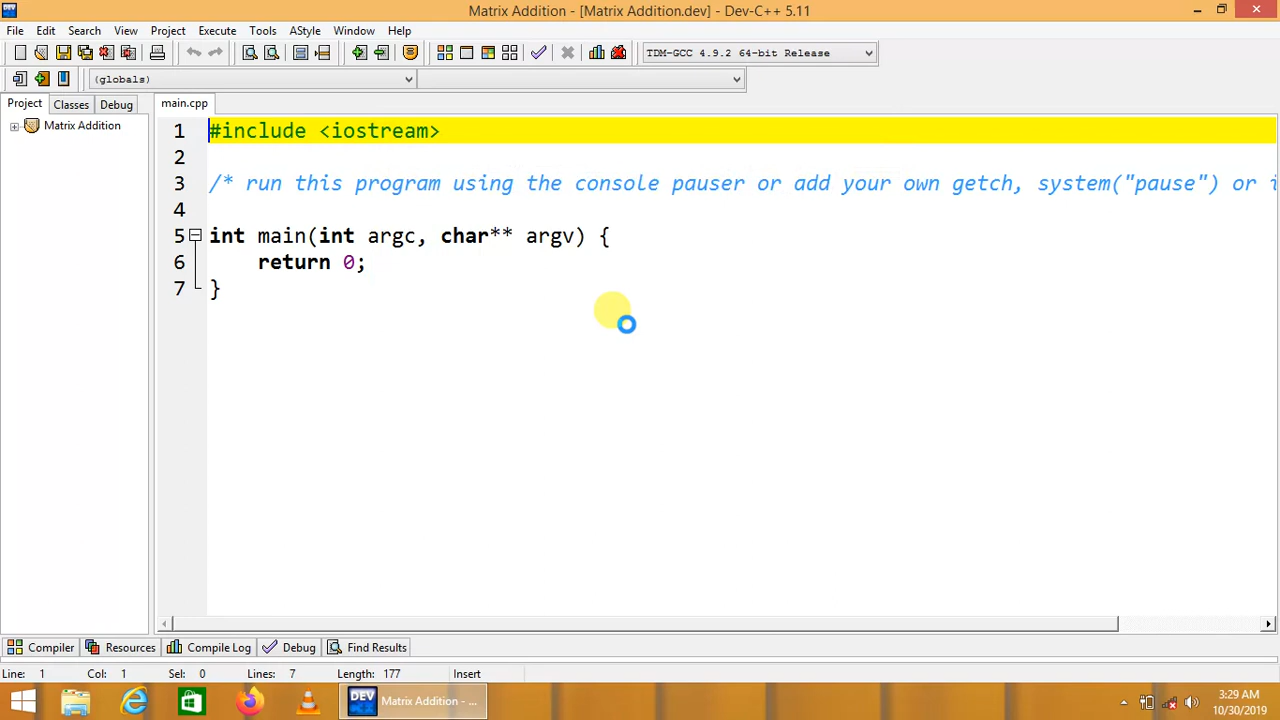 Matrix Addition - [Matrix Addition.dev] - Dev-C++ 5.11
File Edit Search View Project Execute Tools AStyle Window Help
TDM-GCC 4.9.2 64-bit Release
(globals)
Project Classes Debug
main.cpp
Matrix Addition
1 #include <iostream>
2
3 /* run this program using the console pauser or add your own getch, system("pause") or i
4
5 int main(int argc, char** argv) {
6 return 0;
7 }
Compiler Resources Compile Log Debug Find Results
Line: 1 Col: 1 Sel: 0 Lines: 7 Length: 177 Insert
DEV Matrix Addition - ...
3:29 AM
10/30/2019